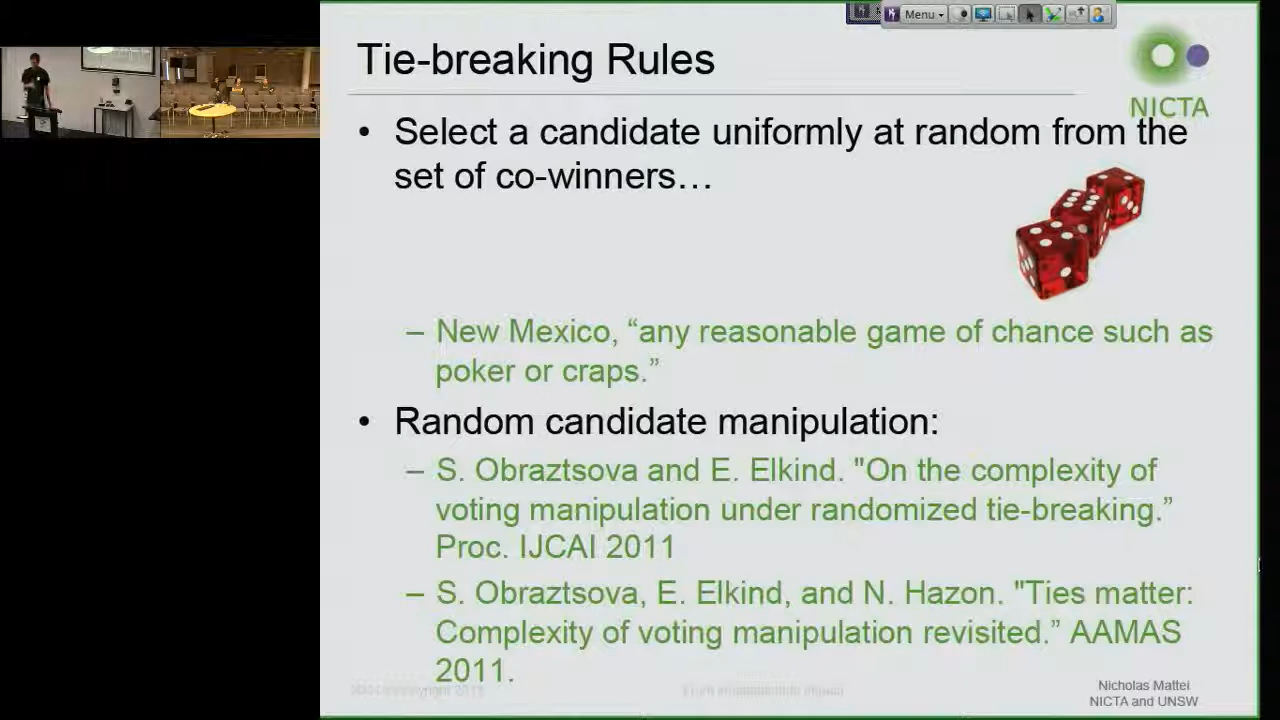 Menu
Tie-breaking Rules
NICTA
• Select a candidate uniformly at random from the
set of co-winners…
– New Mexico, “any reasonable game of chance such as
poker or craps.”
• Random candidate manipulation:
– S. Obraztsova and E. Elkind. "On the complexity of
voting manipulation under randomized tie-breaking.”
Proc. IJCAI 2011
– S. Obraztsova, E. Elkind, and N. Hazon. "Ties matter:
Complexity of voting manipulation revisited.” AAMAS
2011.
Nicholas Mattei
NICTA and UNSW